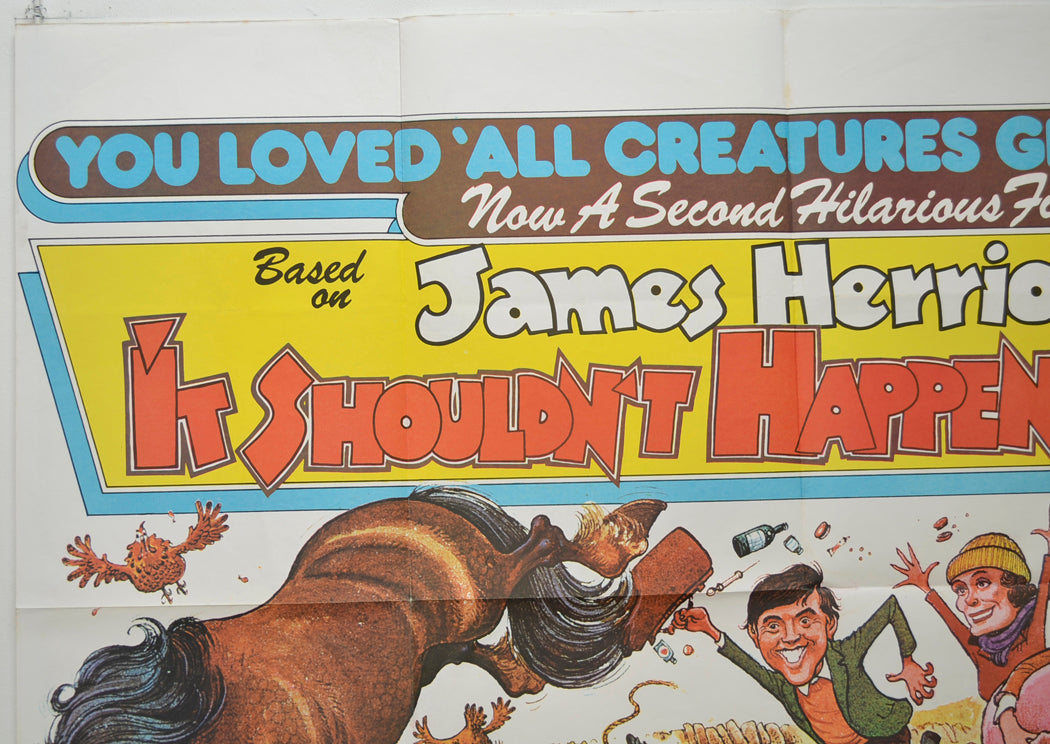 YOU LOVED 'ALL CREATURES G
Now A Second Hilarious
Based
on
James Herrio
IT SHOULDN'T HAPPEN